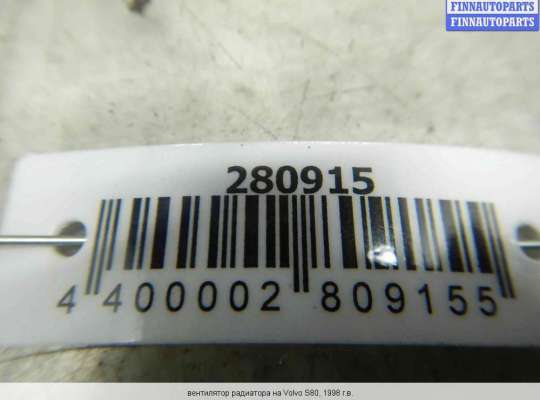 FINNAUTOPARTS
FINNAUTOPARTS
280915
4 400002 809155
вентилятор радиатора на Volvo S80, 1998 г.в.